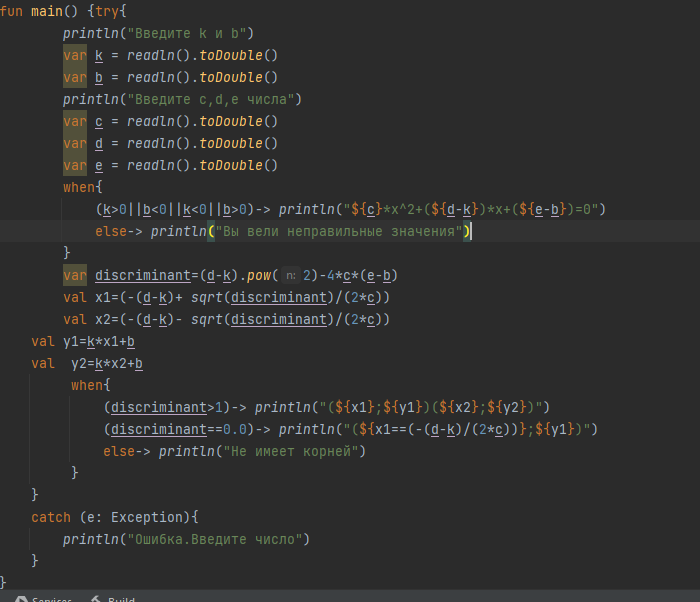 fun main() {try{
println("Введите k и b")
var k = readln().toDouble()
var b = readln().toDouble()
println("Введите c,d,e числа")
var c = readln().toDouble()
var d = readln().toDouble()
var e = readln().toDouble()
when{
(k>0||b<0||k<0||b>0)-> println("${c}*x^2+(${d-k})*x+(${e-b})=0")
else-> println("Вы вели неправильные значения")
}
var discriminant=(d-k).pow( n: 2)-4*c*(e-b)
val x1=(-(d-k)+ sqrt(discriminant)/(2*c))
val x2=(-(d-k)- sqrt(discriminant)/(2*c))
val y1=k*x1+b
val  y2=k*x2+b
when{
(discriminant>1)-> println("(${x1};${y1})(${x2};${y2})")
(discriminant==0.0)-> println("(${x1==(-(d-k)/(2*c))};${y1})")
else-> println("Не имеет корней")
}
}
catch (e: Exception){
println("Ошибка.Введите число")
}
}
Services Build